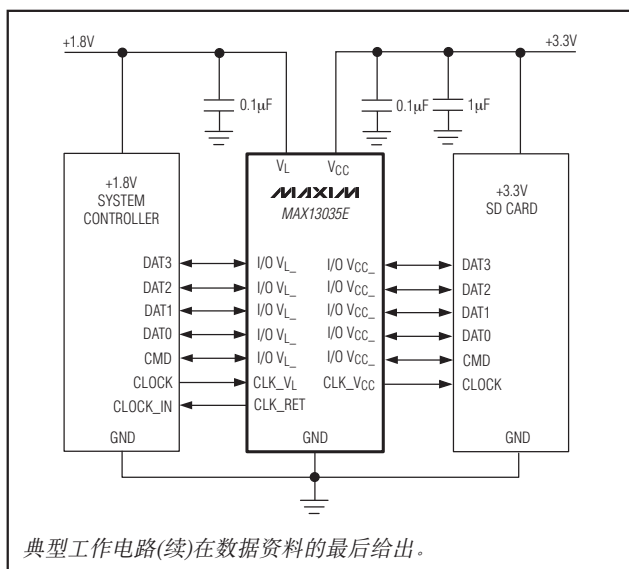 +1.8V
+3.3V
0.1µF
0.1µF
1µF
+1.8V
SYSTEM
CONTROLLER
DAT3
DAT2
DAT1
DAT0
CMD
CLOCK
CLOCK_IN
GND
VL
VCC
MAXIM
MAX13035E
I/O VL_
I/O VCC_
I/O VL_
I/O VCC_
I/O VL_
I/O VCC_
I/O VL_
I/O VCC_
I/O VL_
I/O VCC_
CLK_VL
CLK_VCC
CLK_RET
GND
+3.3V
SD CARD
DAT3
DAT2
DAT1
DAT0
CMD
CLOCK
GND
典型工作电路(续)在数据资料的最后给出。